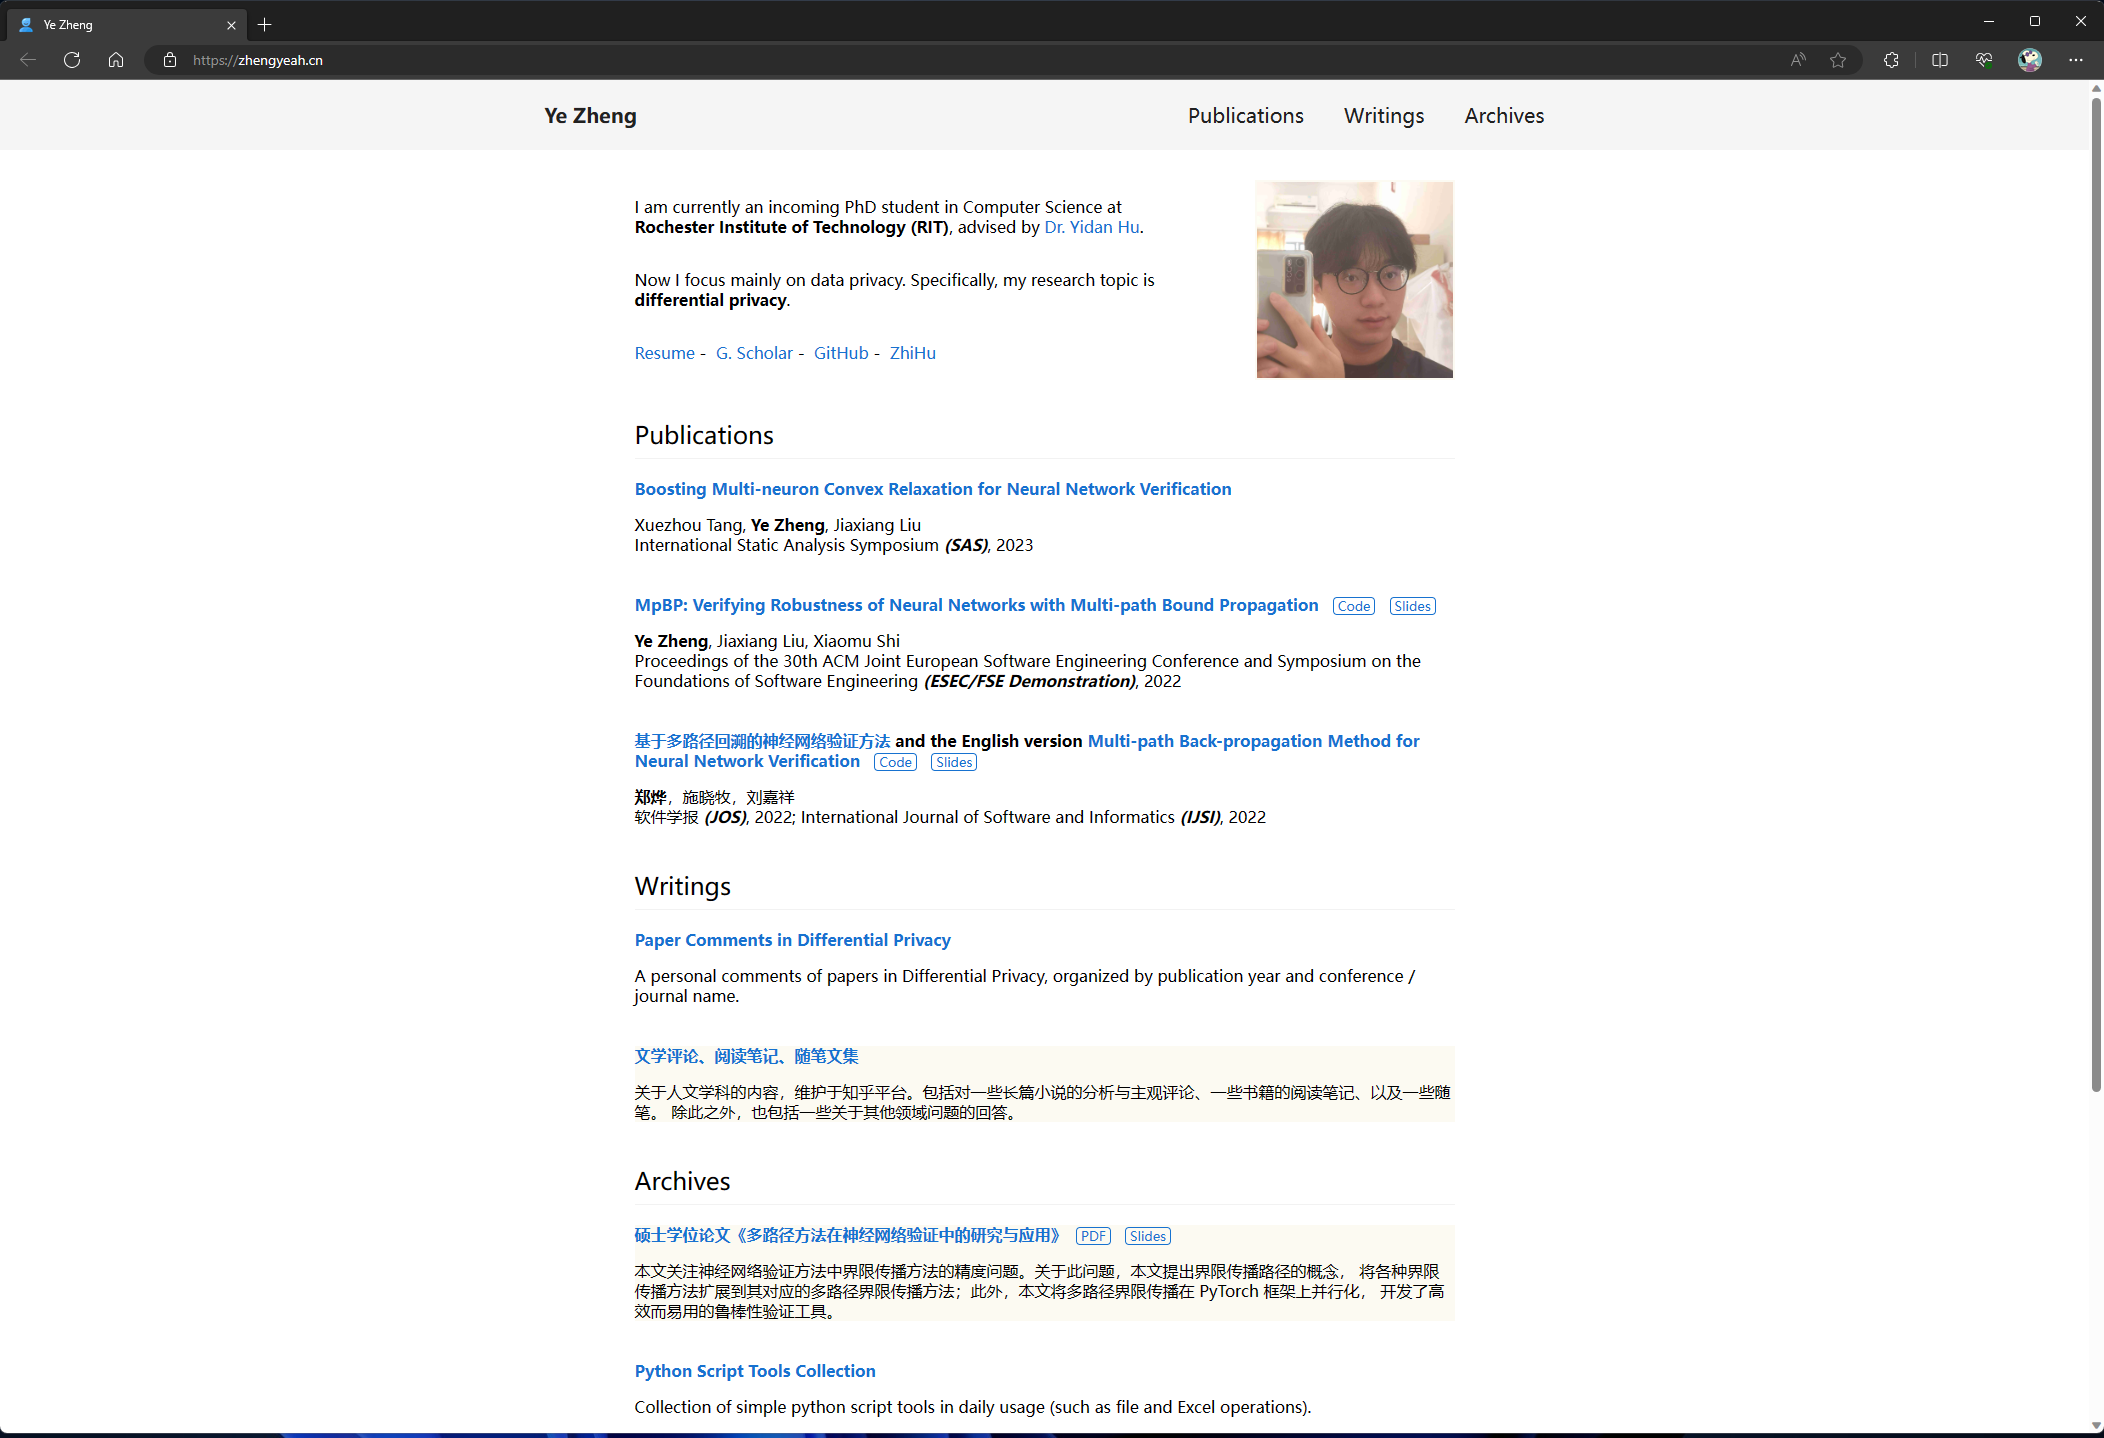 Ye Zheng
https://zhengyeah.cn
Ye Zheng
Publications
Writings
Archives
I am currently an incoming PhD student in Computer Science at
Rochester Institute of Technology (RIT), advised by Dr. Yidan Hu.
Now I focus mainly on data privacy. Specifically, my research topic is
differential privacy.
Resume - G. Scholar - GitHub - ZhiHu
Publications
Boosting Multi-neuron Convex Relaxation for Neural Network Verification
Xuezhou Tang, Ye Zheng, Jiaxiang Liu
International Static Analysis Symposium (SAS), 2023
MpBP: Verifying Robustness of Neural Networks with Multi-path Bound Propagation Code Slides
Ye Zheng, Jiaxiang Liu, Xiaomu Shi
Proceedings of the 30th ACM Joint European Software Engineering Conference and Symposium on the
Foundations of Software Engineering (ESEC/FSE Demonstration), 2022
基于多路径回溯的神经网络验证方法 and the English version Multi-path Back-propagation Method for
Neural Network Verification Code Slides
郑烨，施晓牧，刘嘉祥
软件学报 (JOS), 2022; International Journal of Software and Informatics (IJSI), 2022
Writings
Paper Comments in Differential Privacy
A personal comments of papers in Differential Privacy, organized by publication year and conference /
journal name.
文学评论、阅读笔记、随笔文集
关于人文学科的内容，维护于知乎平台。包括对一些长篇小说的分析与主观评论、一些书籍的阅读笔记、以及一些随
笔。 除此之外，也包括一些关于其他领域问题的回答。
Archives
硕士学位论文《多路径方法在神经网络验证中的研究与应用》 PDF Slides
本文关注神经网络验证方法中界限传播方法的精度问题。关于此问题，本文提出界限传播路径的概念， 将各种界限
传播方法扩展到其对应的多路径界限传播方法；此外，本文将多路径界限传播在 PyTorch 框架上并行化， 开发了高
效而易用的鲁棒性验证工具。
Python Script Tools Collection
Collection of simple python script tools in daily usage (such as file and Excel operations).